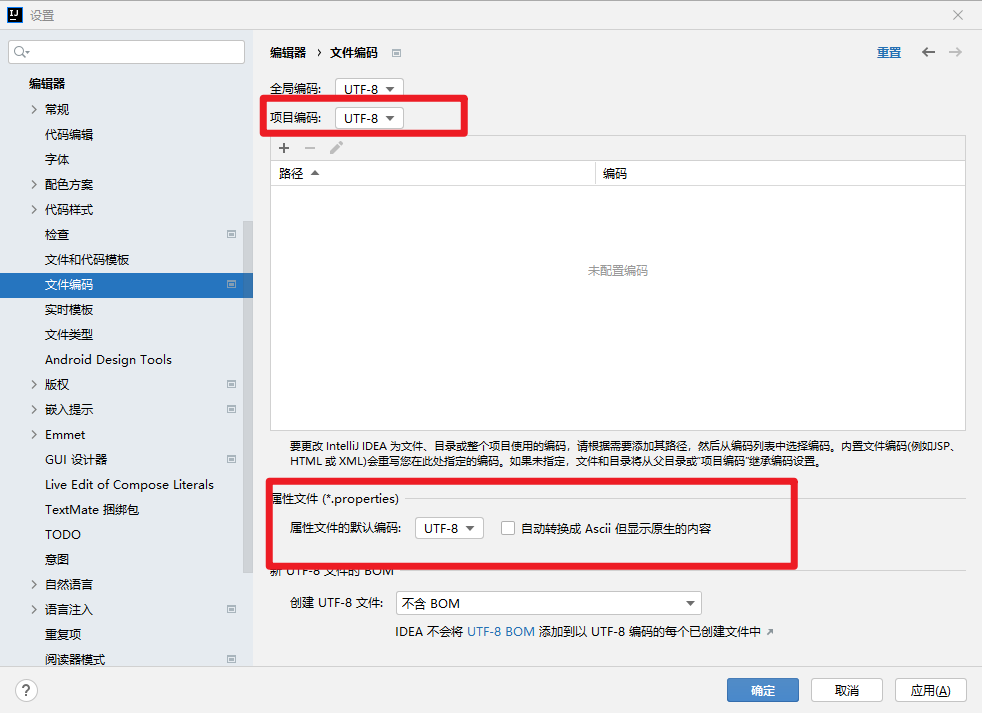 设置
编辑器 › 文件编码
重置
编辑器
常规
代码编辑
字体
配色方案
代码样式
检查
文件和代码模板
文件编码
实时模板
文件类型
Android Design Tools
版权
嵌入提示
Emmet
GUI 设计器
Live Edit of Compose Literals
TextMate 捆绑包
TODO
意图
自然语言
语言注入
重复项
阅读器模式
全局编码: UTF-8
项目编码: UTF-8
路径 编码
未配置编码
要更改 IntelliJ IDEA 为文件、目录或整个项目使用的编码，请根据需要添加其路径，然后从编码列表中选择编码。内置文件编码(例如JSP、
HTML 或 XML)会重写您在此处指定的编码。如果未指定，文件和目录将从父目录或"项目编码"继承编码设置。
属性文件 (*.properties)
属性文件的默认编码: UTF-8 自动转换成 Ascii 但显示原生的内容
新 UTF-8 文件的 BOM
创建 UTF-8 文件: 不含 BOM
IDEA 不会将 UTF-8 BOM 添加到以 UTF-8 编码的每个已创建文件中 ↗
?
确定 取消 应用(A)